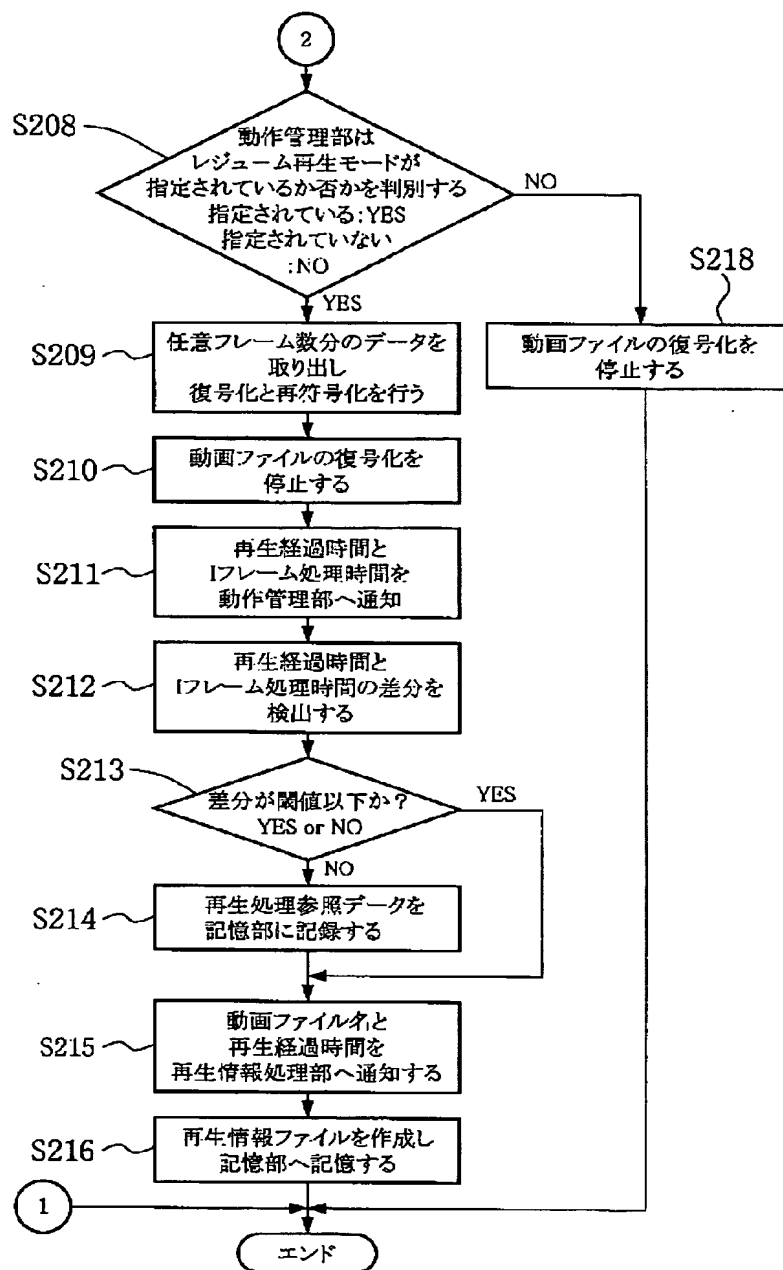 2
S208
動作管理部は
レジューム再生モードが
指定されているか否かを判別する
指定されている:YES
指定されていない
:NO
NO
YES
S218
動画ファイルの復号化を
停止する
S209
任意フレーム数分のデータを
取り出し
復号化と再符号化を行う
S210
動画ファイルの復号化を
停止する
S211
再生経過時間と
Iフレーム処理時間を
動作管理部へ通知
S212
再生経過時間と
Iフレーム処理時間の差分を
検出する
S213
差分が閾値以下か?
YES or NO
YES
NO
S214
再生処理参照データを
記憶部に記録する
S215
動画ファイル名と
再生経過時間を
再生情報処理部へ通知する
S216
再生情報ファイルを作成し
記憶部へ記憶する
1
エンド